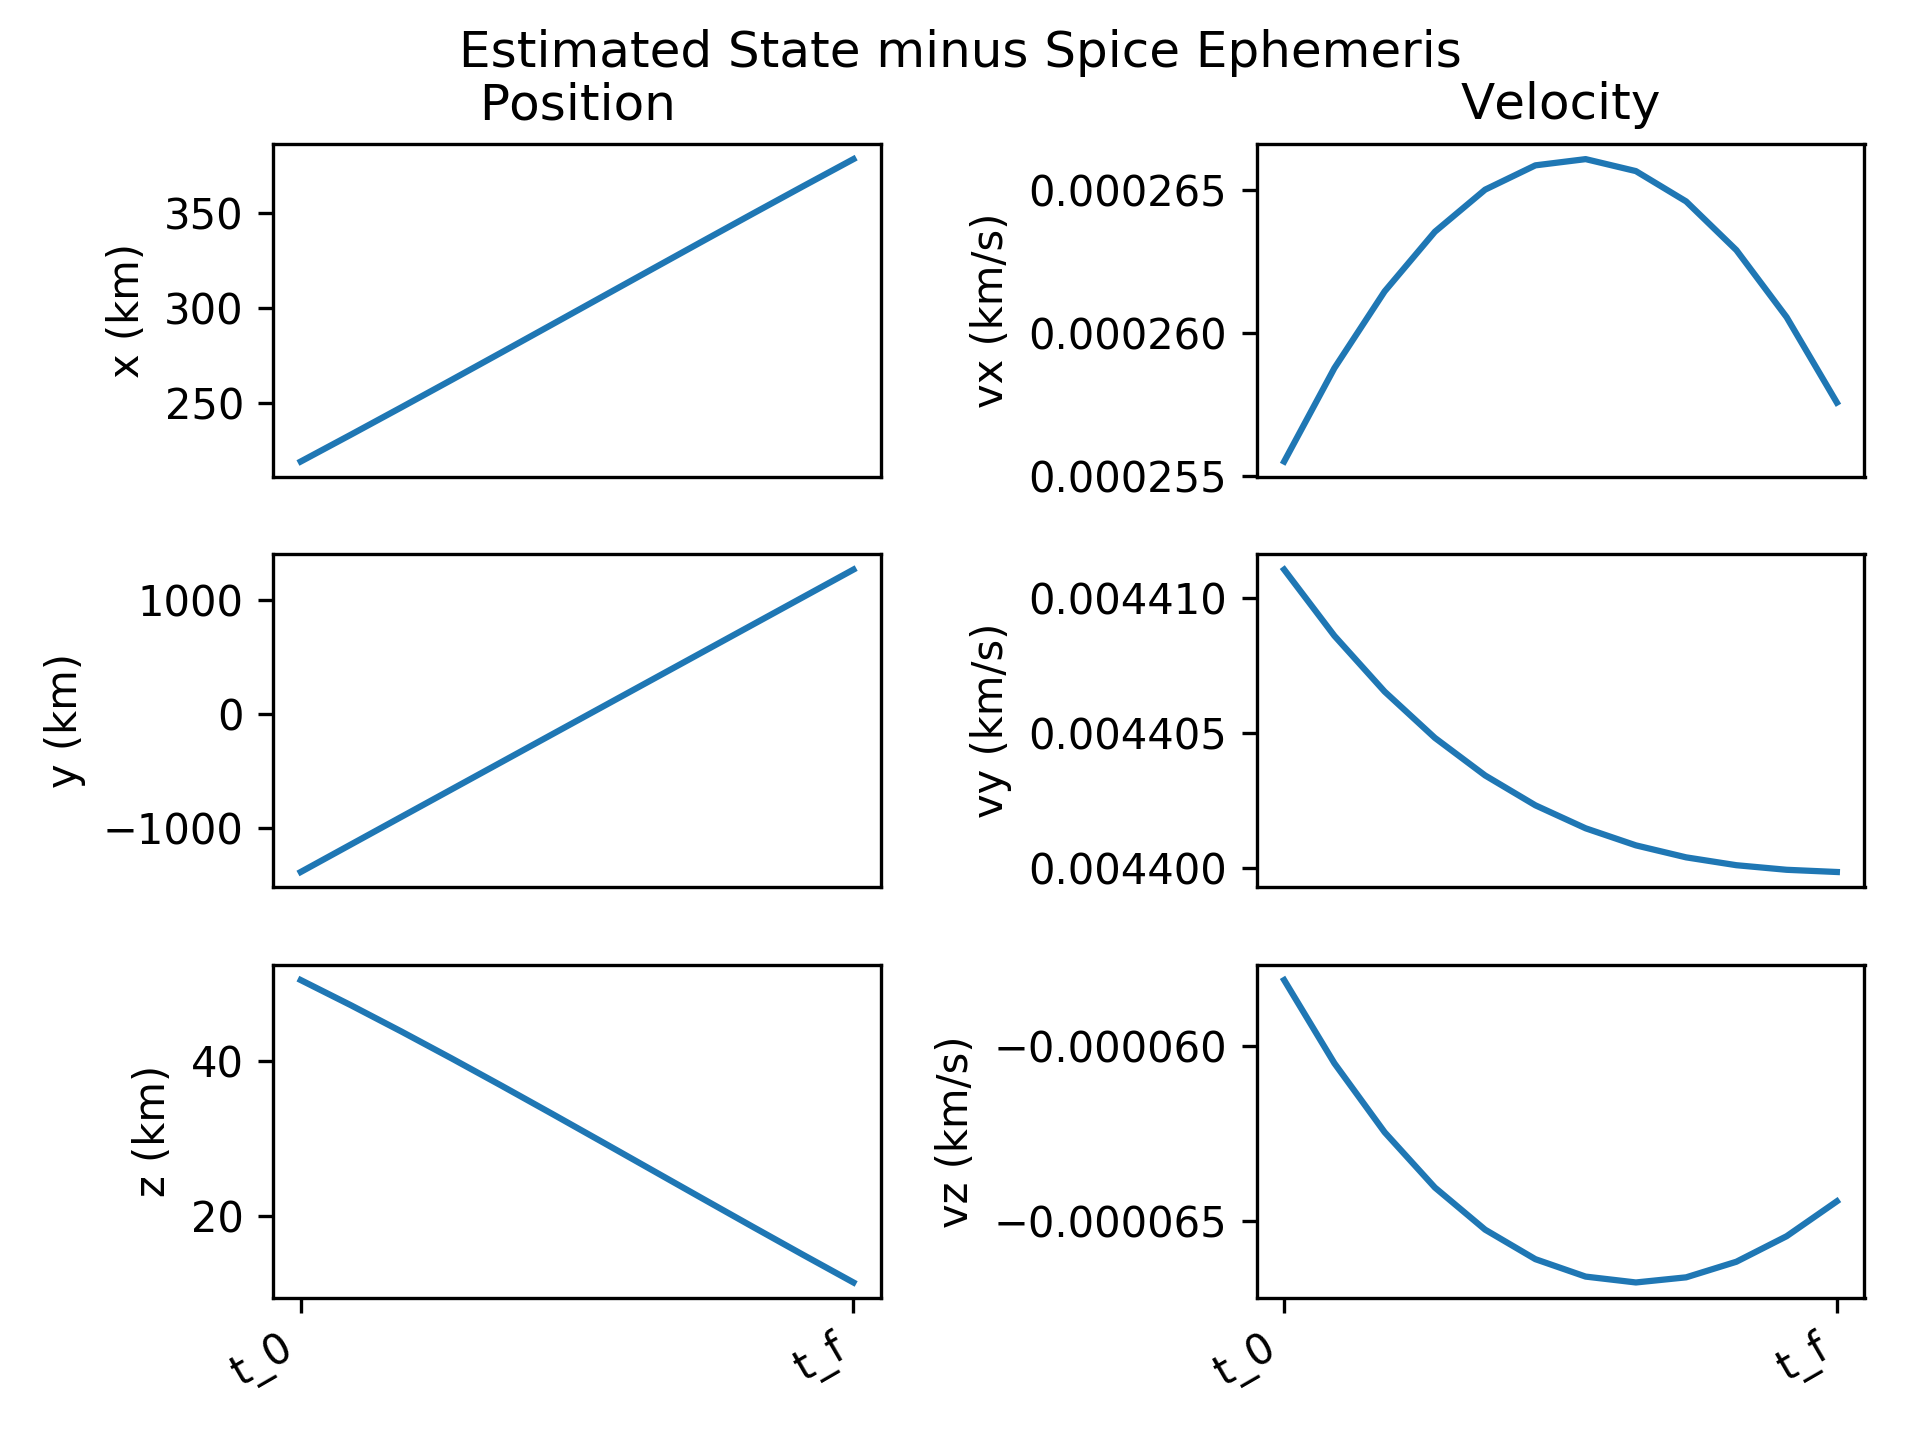 Estimated State minus Spice Ephemeris
Position
Velocity
x (km)
350
300
250
vx (km/s)
0.000265
0.000260
0.000255
y (km)
1000
0
−1000
vy (km/s)
0.004410
0.004405
0.004400
z (km)
40
20
vz (km/s)
−0.000060
−0.000065
t_0
t_f
t_0
t_f